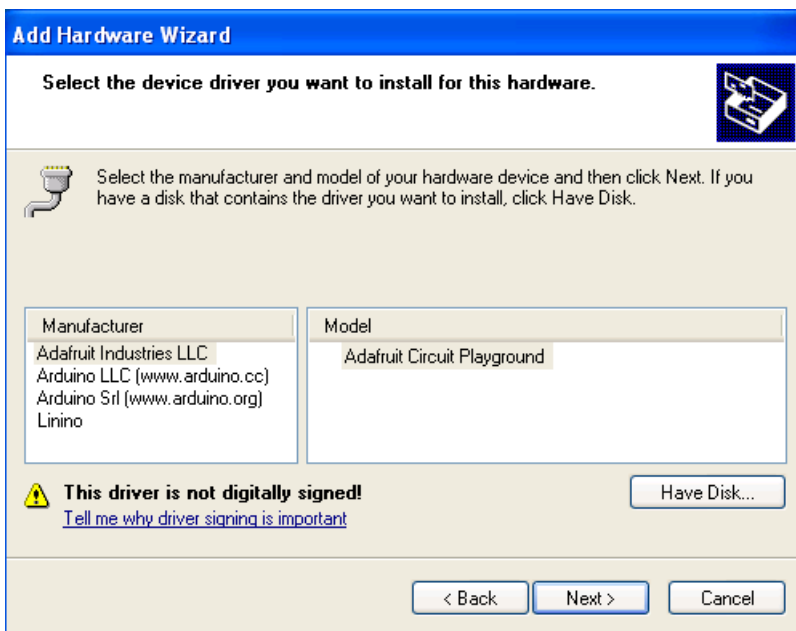 Add Hardware Wizard
Select the device driver you want to install for this hardware.
Select the manufacturer and model of your hardware device and then click Next. If you
have a disk that contains the driver you want to install, click Have Disk.
Manufacturer
Adafruit Industries LLC
Arduino LLC (www.arduino.cc)
Arduino Srl (www.arduino.org)
Linino
Model
Adafruit Circuit Playground
This driver is not digitally signed!
Tell me why driver signing is important
Have Disk...
< Back
Next >
Cancel